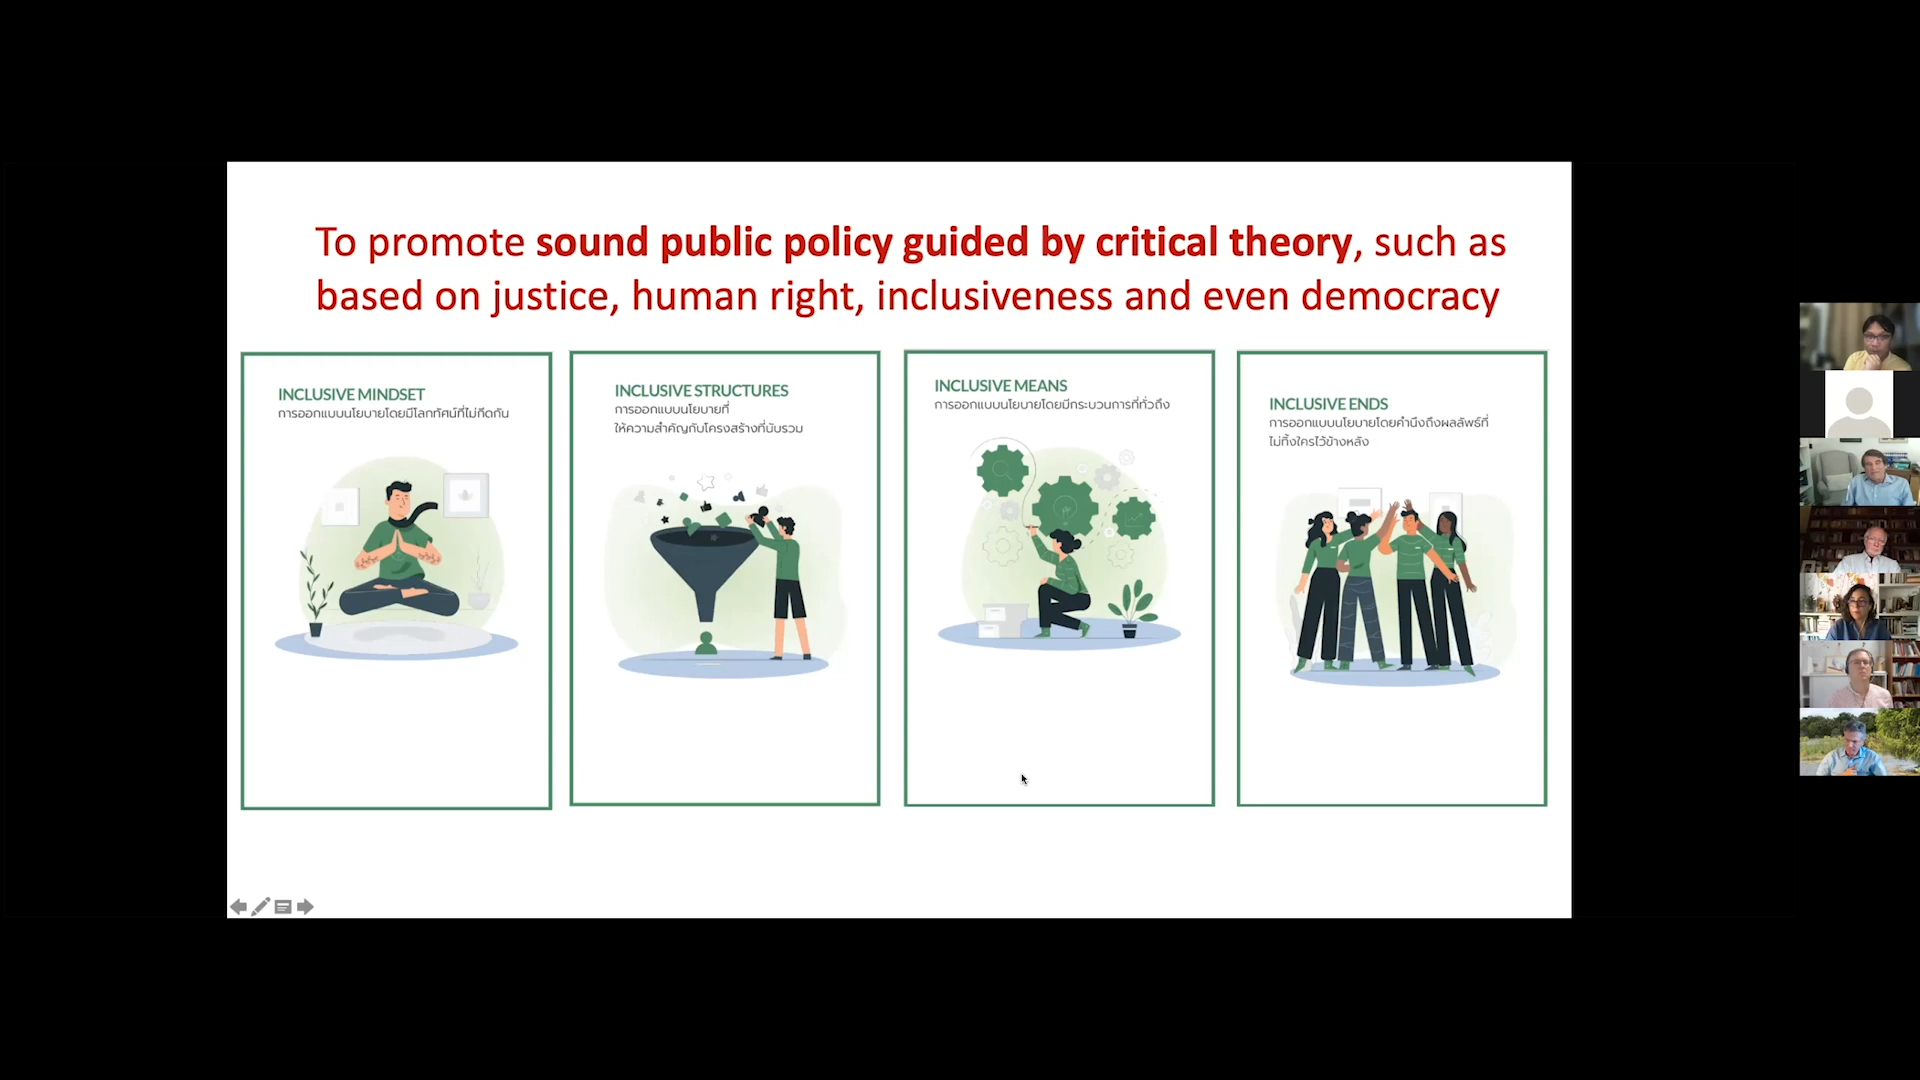 To promote sound public policy guided by critical theory, such as
based on justice, human right, inclusiveness and even democracy
INCLUSIVE MINDSET
การออกแบบนโยบายโดยมีโลกทัศน์ที่ไม่กีดกัน
INCLUSIVE STRUCTURES
การออกแบบนโยบายที่
ให้ความสำคัญกับโครงสร้างที่นับรวม
INCLUSIVE MEANS
การออกแบบนโยบายโดยมีกระบวนการที่ทั่วถึง
INCLUSIVE ENDS
การออกแบบนโยบายโดยคำนึงถึงผลลัพธ์ที่
ไม่ทิ้งใครไว้ข้างหลัง